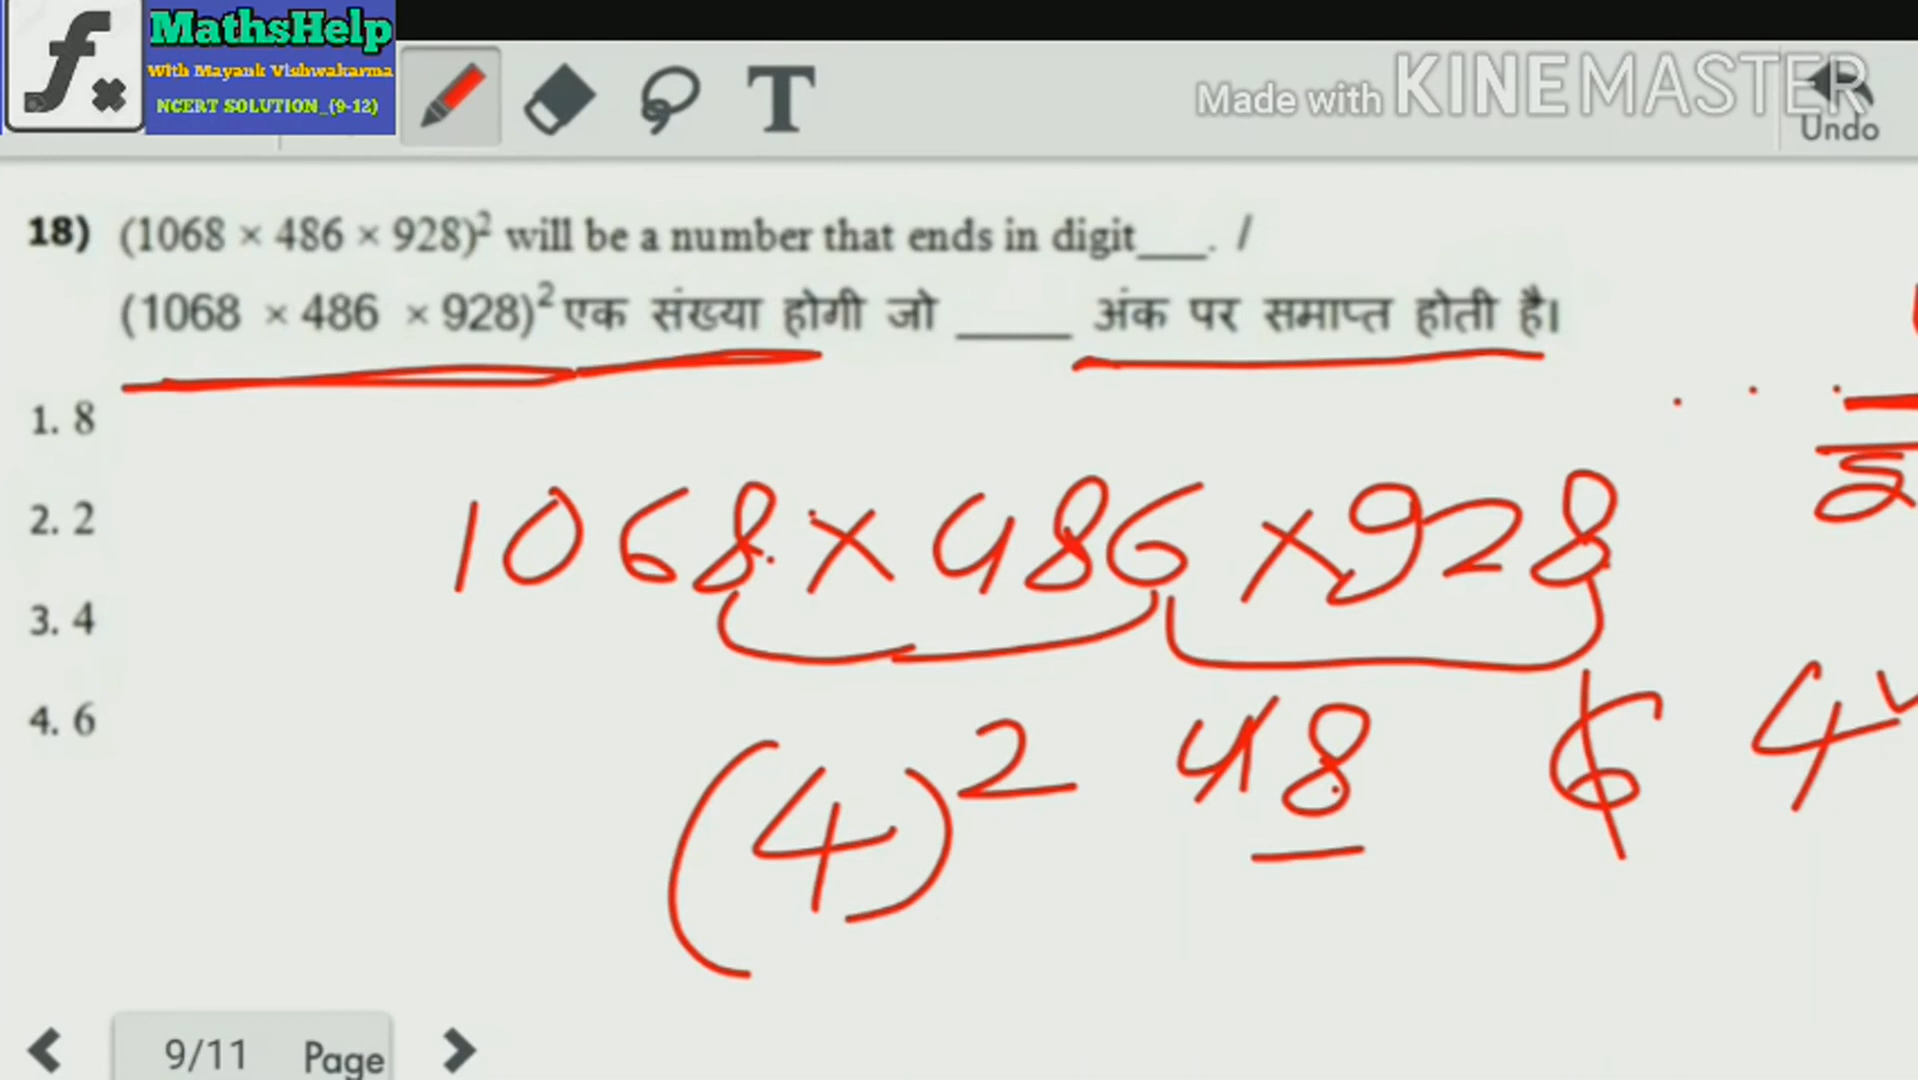 MathsHelp
With Mayank Vishwakarma
NCERT SOLUTION_(9-12)
T
Made with KINEMASTER
Undo
18) (1068 × 486 × 928)² will be a number that ends in digit___. /
(1068 × 486 × 928)² एक संख्या होगी जो ____ अंक पर समाप्त होती है।
1. 8
2. 2
3. 4
4. 6
1068 × 486 × 928
(4)² 48 6 4
9/11 Page